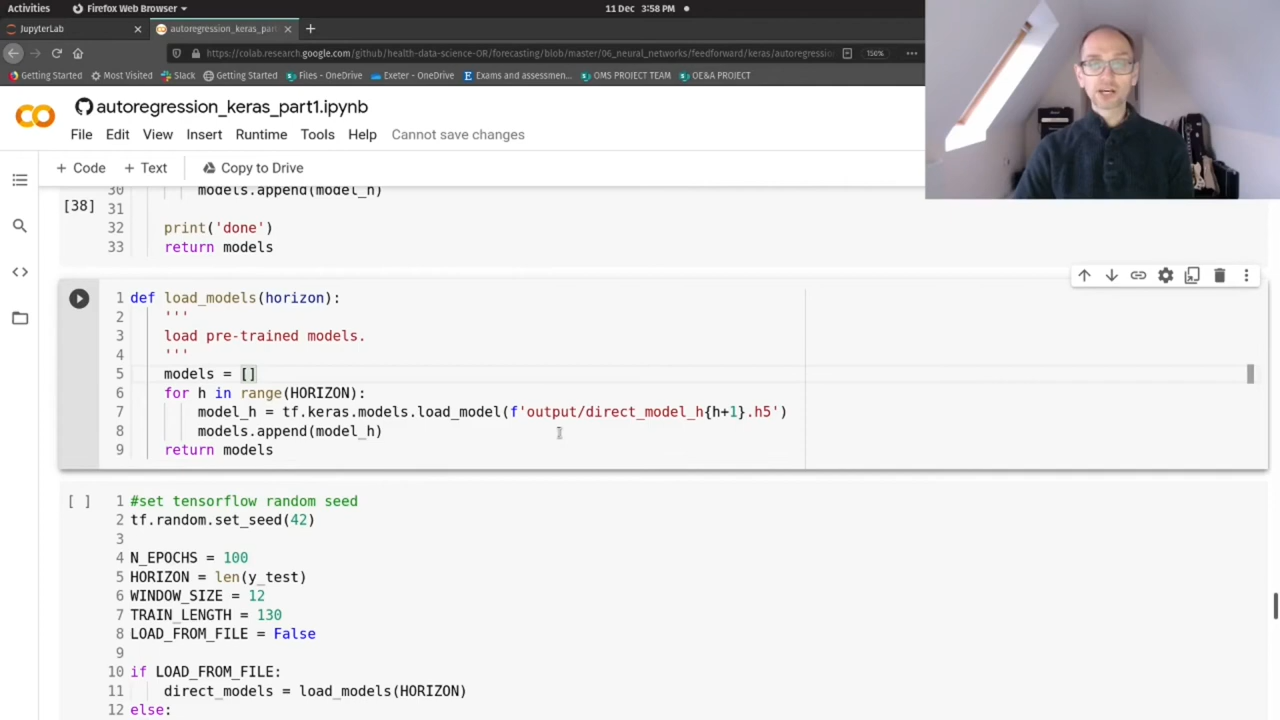 Activities
Firefox Web Browser
11 Dec 3:58 PM
JupyterLab
autoregression_keras_par
https://colab.research.google.com/github/health-data-science-OR/forecasting/blob/master/06_neural_networks/feedforward/keras/autoregressio
150%
Getting Started
Most Visited
Slack
Getting Started
Files - OneDrive
Exeter - OneDrive
Exams and assessmen...
OMS PROJECT TEAM
OE&A PROJECT
autoregression_keras_part1.ipynb
File Edit View Insert Runtime Tools Help Cannot save changes
+ Code + Text Copy to Drive
30 models.append(model_h)
[38] 31
32 print('done')
33 return models
1 def load_models(horizon):
2 '''
3 load pre-trained models.
4 '''
5 models = []
6 for h in range(HORIZON):
7 model_h = tf.keras.models.load_model(f'output/direct_model_h{h+1}.h5')
8 models.append(model_h)
9 return models
[ ] 1 #set tensorflow random seed
2 tf.random.set_seed(42)
3
4 N_EPOCHS = 100
5 HORIZON = len(y_test)
6 WINDOW_SIZE = 12
7 TRAIN_LENGTH = 130
8 LOAD_FROM_FILE = False
9
10 if LOAD_FROM_FILE:
11 direct_models = load_models(HORIZON)
12 else: